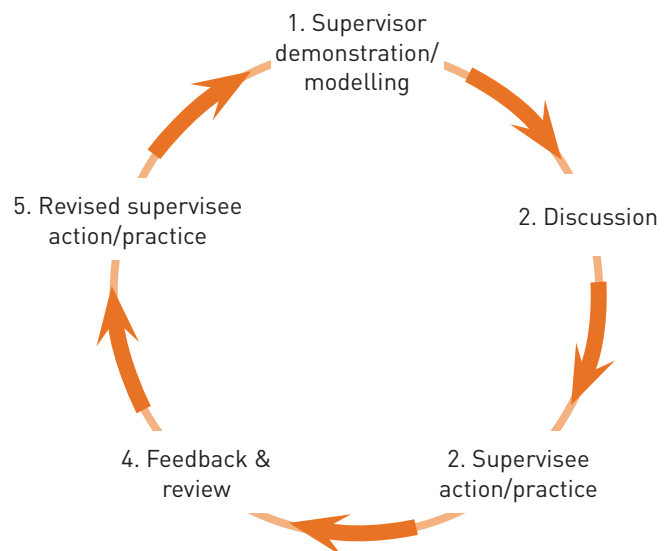 1. Supervisor
demonstration/
modelling
2. Discussion
2. Supervisee
action/practice
4. Feedback &
review
5. Revised supervisee
action/practice